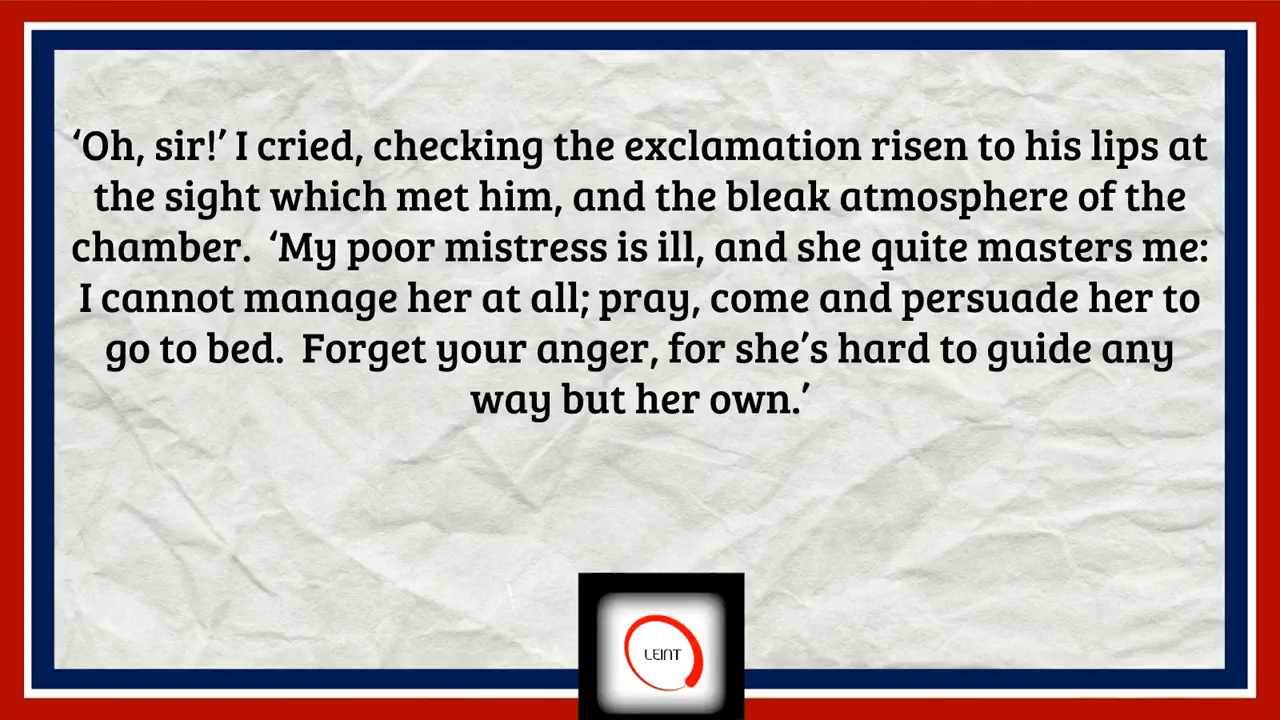 ‘Oh, sir!’ I cried, checking the exclamation risen to his lips at
the sight which met him, and the bleak atmosphere of the
chamber.  ‘My poor mistress is ill, and she quite masters me:
I cannot manage her at all; pray, come and persuade her to
go to bed.  Forget your anger, for she’s hard to guide any
way but her own.’
LEINT